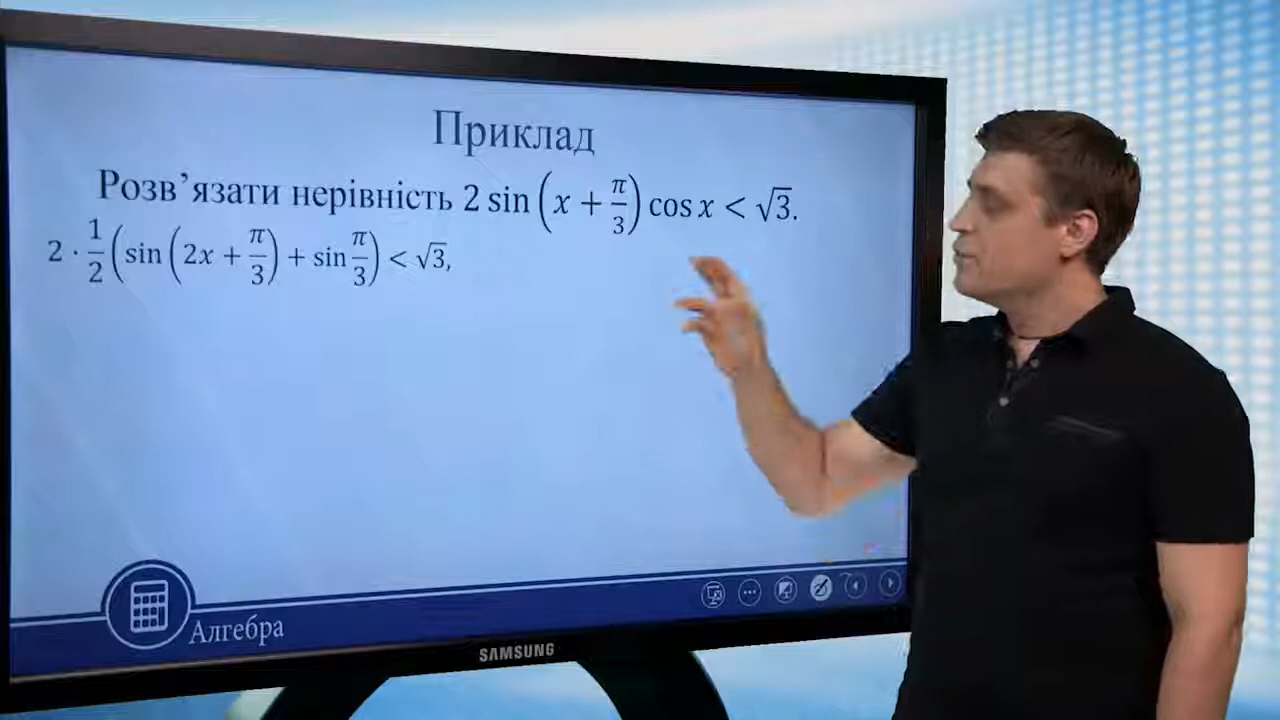 Приклад
Розв’язати нерівність 2 sin (x + π/3) cos x < √3.
2 · 1/2 (sin (2x + π/3) + sin π/3) < √3,
Алгебра
SAMSUNG